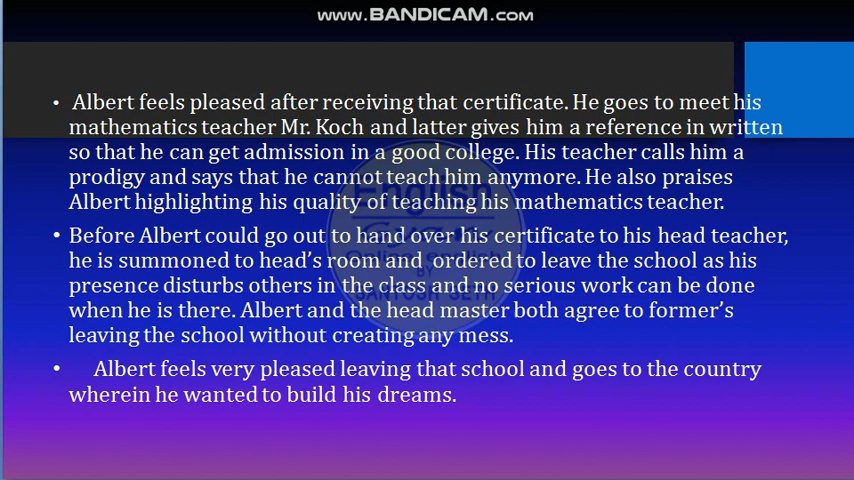 www.BANDICAM.com
• Albert feels pleased after receiving that certificate. He goes to meet his
mathematics teacher Mr. Koch and latter gives him a reference in written
so that he can get admission in a good college. His teacher calls him a
prodigy and says that he cannot teach him anymore. He also praises
Albert highlighting his quality of teaching his mathematics teacher.
• Before Albert could go out to hand over his certificate to his head teacher,
he is summoned to head's room and ordered to leave the school as his
presence disturbs others in the class and no serious work can be done
when he is there. Albert and the head master both agree to former's
leaving the school without creating any mess.
• Albert feels very pleased leaving that school and goes to the country
wherein he wanted to build his dreams.
English
Online english
BY
SANTOSH SETH